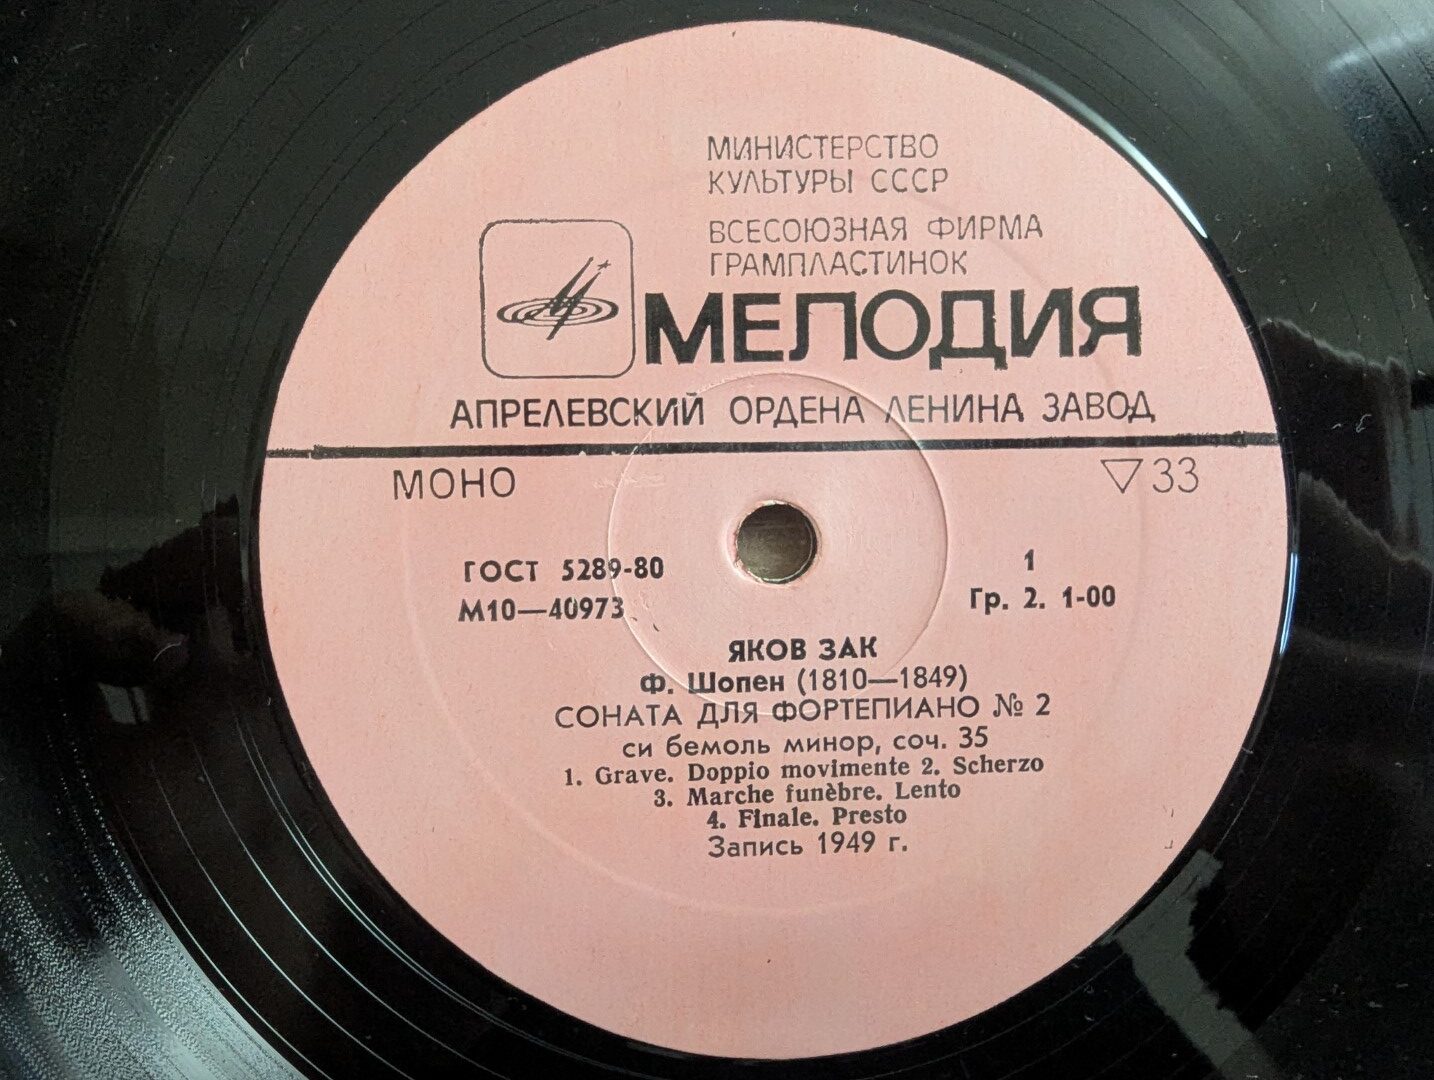 МИНИСТЕРСТВО
КУЛЬТУРЫ СССР
ВСЕСОЮЗНАЯ ФИРМА
ГРАМПЛАСТИНОК
МЕЛОДИЯ
АПРЕЛЕВСКИЙ ОРДЕНА ЛЕНИНА ЗАВОД
МОНО ▽33
ГОСТ 5289-80 1
М10—40973 Гр. 2. 1-00
ЯКОВ ЗАК
Ф. Шопен (1810—1849)
СОНАТА ДЛЯ ФОРТЕПИАНО № 2
си бемоль минор, соч. 35
1. Grave. Doppio movimente 2. Scherzo
3. Marche funèbre. Lento
4. Finale. Presto
Запись 1949 г.